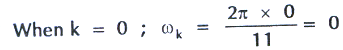 When k = 0 ; ωk = 2π × 0 / 11 = 0